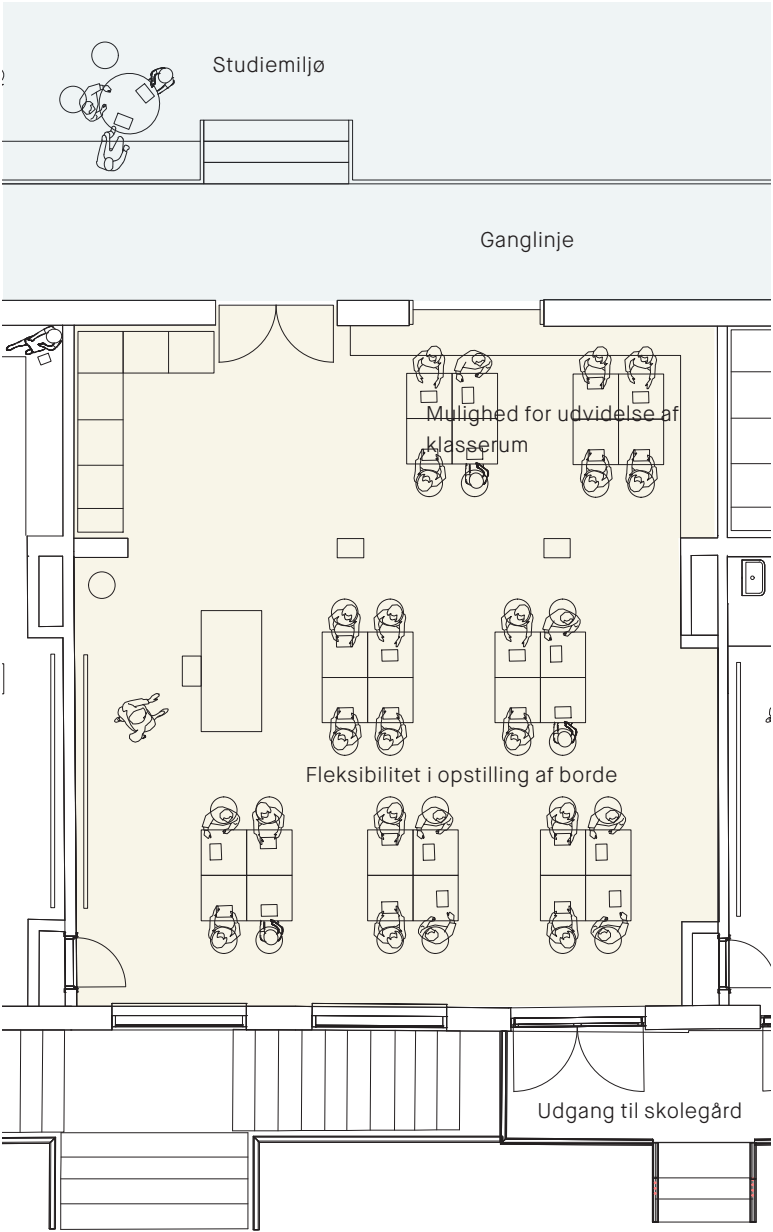 Studiemiljø
Ganglinje
Mulighed for udvidelse af
klasserum
Fleksibilitet i opstilling af borde
Udgang til skolegård